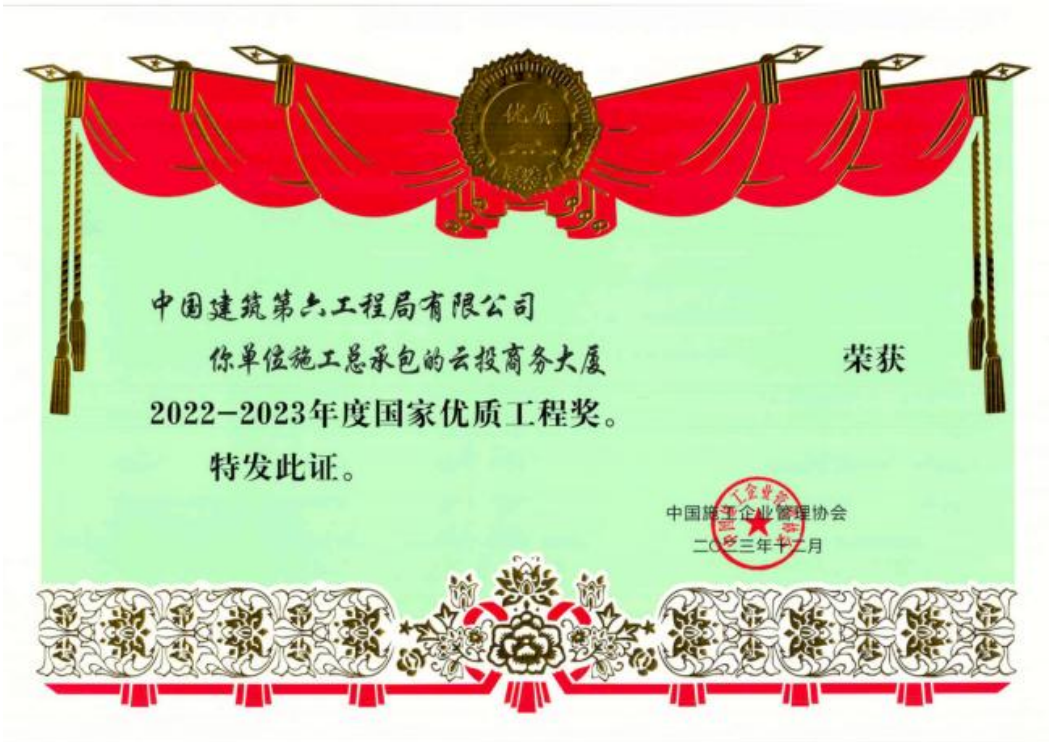 优质
中国建筑第六工程局有限公司
你单位施工总承包的云投商务大厦 荣获
2022-2023年度国家优质工程奖。
特发此证。
中国施工企业管理协会
二〇二三年十二月